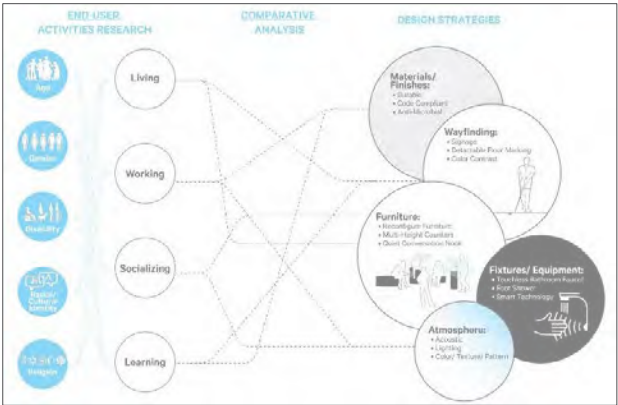 END USER
ACTIVITIES RESEARCH
COMPARATIVE
ANALYSIS
DESIGN STRATEGIES
Age
Gender
Disability
Identity
Religion
Living
Working
Socializing
Learning
Materials/
Finishes:
• Durable
• Code Compliant
• Anti-Microbial
Wayfinding:
• Signage
• Detectable Floor Marking
• Color Contrast
Furniture:
• Reconfigure Furniture
• Multi-Height Counters
• Quiet Conversation Nook
Fixtures/ Equipment:
• Touchless Bathroom Faucet
• Foot Shower
• Smart Technology
Atmosphere:
• Acoustic
• Lighting
• Color/ Texture/ Pattern